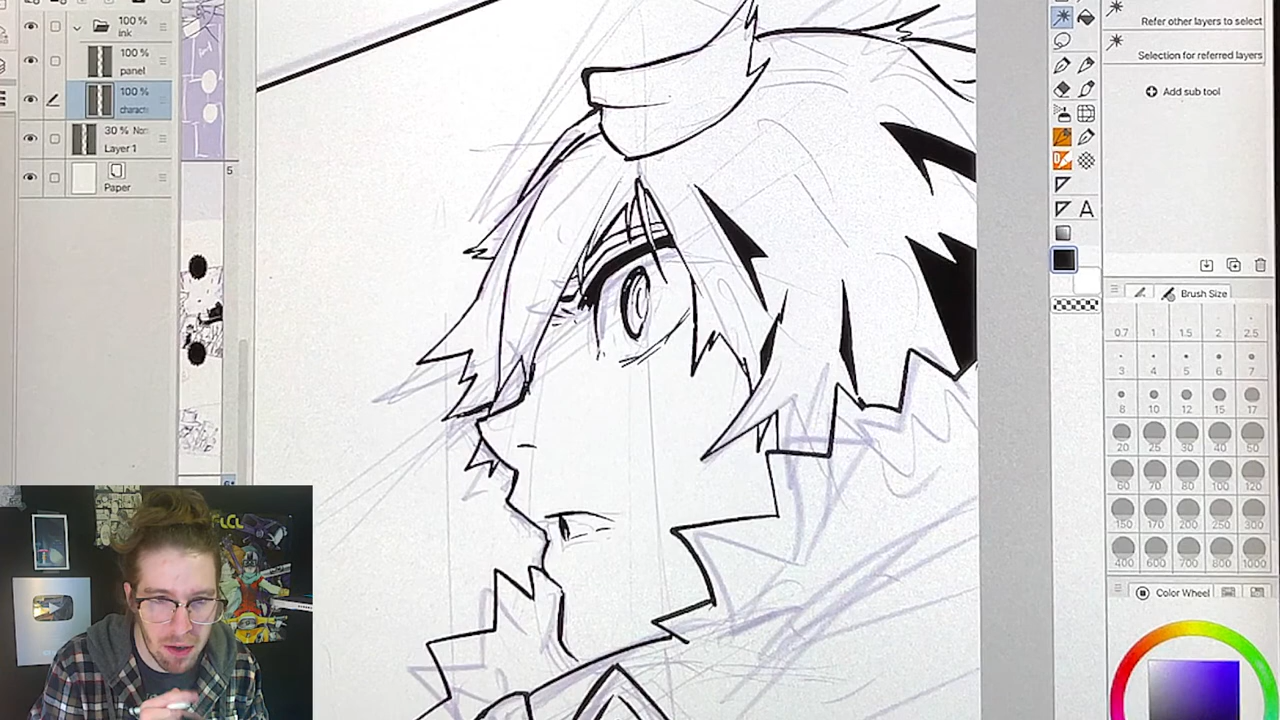 100 %
ink
100 %
panel
100 %
charact
30 % Nor
Layer 1
Paper
5
Refer other layers to select
Selection for referred layers
Add sub tool
A
Brush Size
0.7 1 1.5 2 2.5
3 4 5 6 7
8 10 12 15 17
20 25 30 40 50
60 70 80 100 120
150 170 200 250 300
400 600 700 800 1000
Color Wheel
FLCL